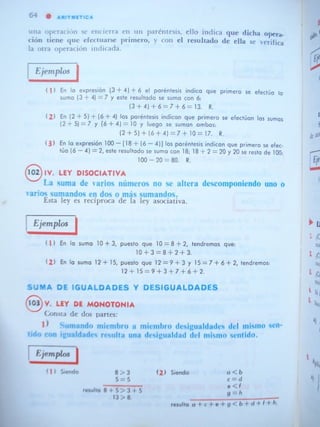 64 ● ARITMETICA
una operación se encierra en un paréntesis, ello indica que dicha opera-
ción tiene que efectuarse primero, y con el resultado de ella se verifica
la otra operación indicada.
Ejemplos
(1) En la expresión (3 + 4) + 6 el paréntesis indica que primero se efectúa la
suma (3 + 4) = 7 y este resultado se suma con 6:
(3 + 4) + 6 = 7 + 6 = 13. R.
(2) En (2 + 5) + (6 + 4) los paréntesis indican que primero se efectúan las sumas
(2 + 5) = 7 y (6 + 4) = 10 y luego se suman ambas:
(2 + 5) + (6 + 4) = 7 + 10 = 17. R.
(3) En la expresión 100 – [18 + (6 – 4)] los paréntesis indican que primero se efec-
túa (6 – 4) = 2, este resultado se suma con 18; 18 + 2 = 20 y 20 se resta de 105:
100 – 20 = 80. R.
102 IV. LEY DISOCIATIVA
La suma de varios números no se altera descomponiendo uno o
varios sumandos en dos o más sumandos.
Esta ley es recíproca de la ley asociativa.
Ejemplos
(1) En la suma 10 + 3, puesto que 10 = 8 + 2, tendremos que:
10 + 3 = 8 + 2 + 3.
(2) En la suma 12 + 15, puesto que 12 = 9 + 3 y 15 = 7 + 6 + 2, tendremos:
12 + 15 = 9 + 3 + 7 + 6 + 2.
SUMA DE IGUALDADES Y DESIGUALDADES
103 V. LEY DE MONOTONIA
Consta de dos partes:
1) Sumando miembro a miembro desigualdades del mismo sen-
tido con igualdades resulta una desigualdad del mismo sentido.
Ejemplos
(1) Siendo 8 > 3 (2) Siendo a < b
5 = 5 c = d
resulta 8 + 5 > 3 + 5 e < f
13 > 8 g = h
resulta a + c + e + g < b + d + f + h.